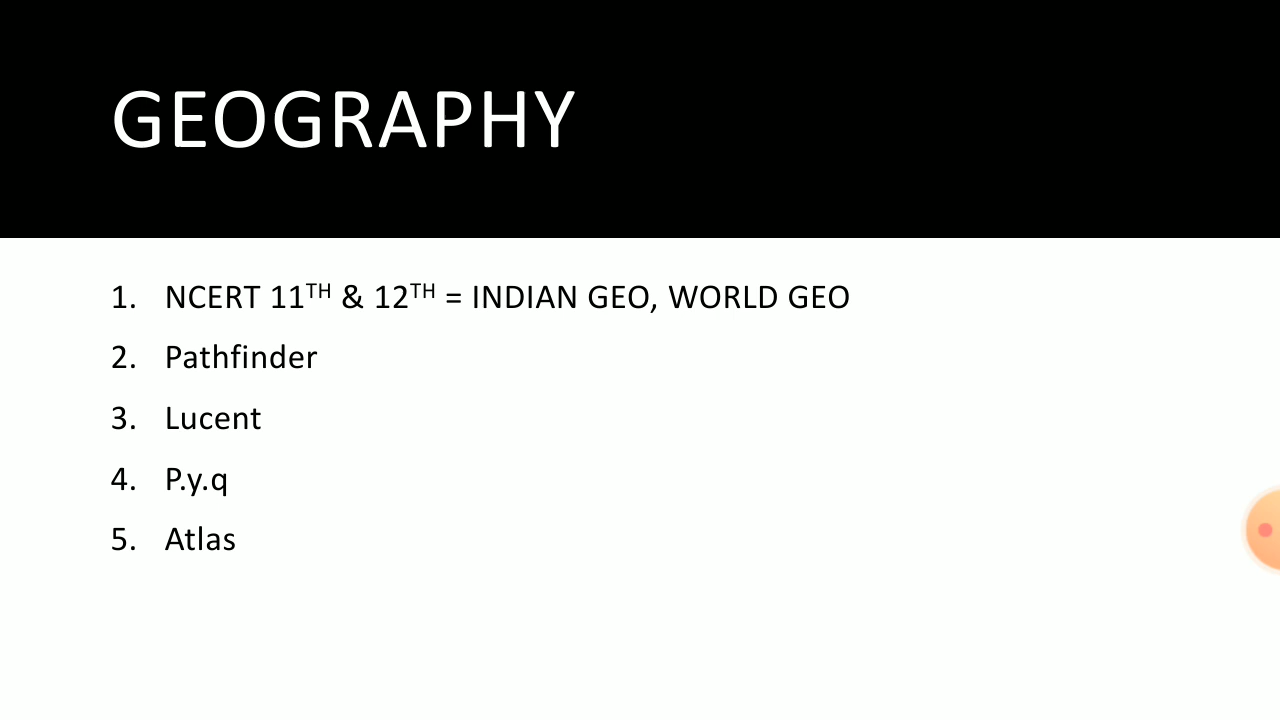 GEOGRAPHY
1. NCERT 11TH & 12TH = INDIAN GEO, WORLD GEO
2. Pathfinder
3. Lucent
4. P.y.q
5. Atlas